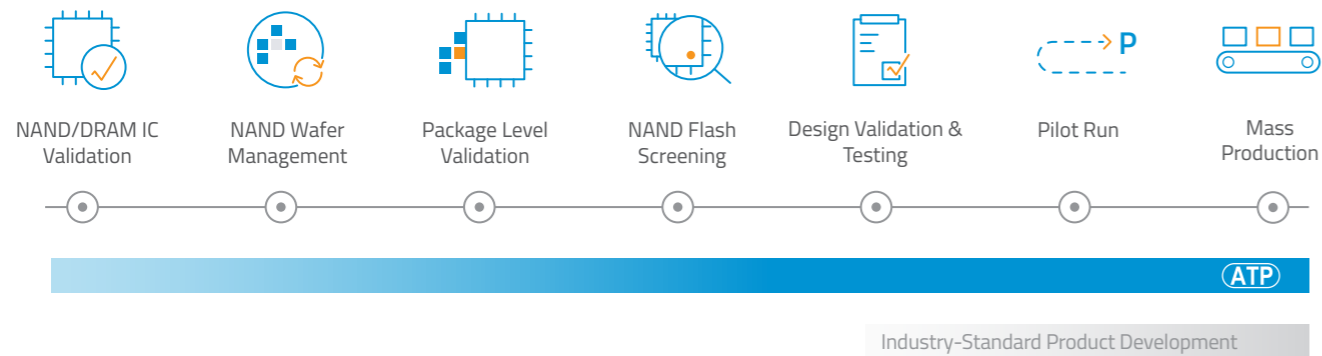 P
NAND/DRAM IC
Validation
NAND Wafer
Management
Package Level
Validation
NAND Flash
Screening
Design Validation &
Testing
Pilot Run
Mass
Production
ATP
Industry-Standard Product Development